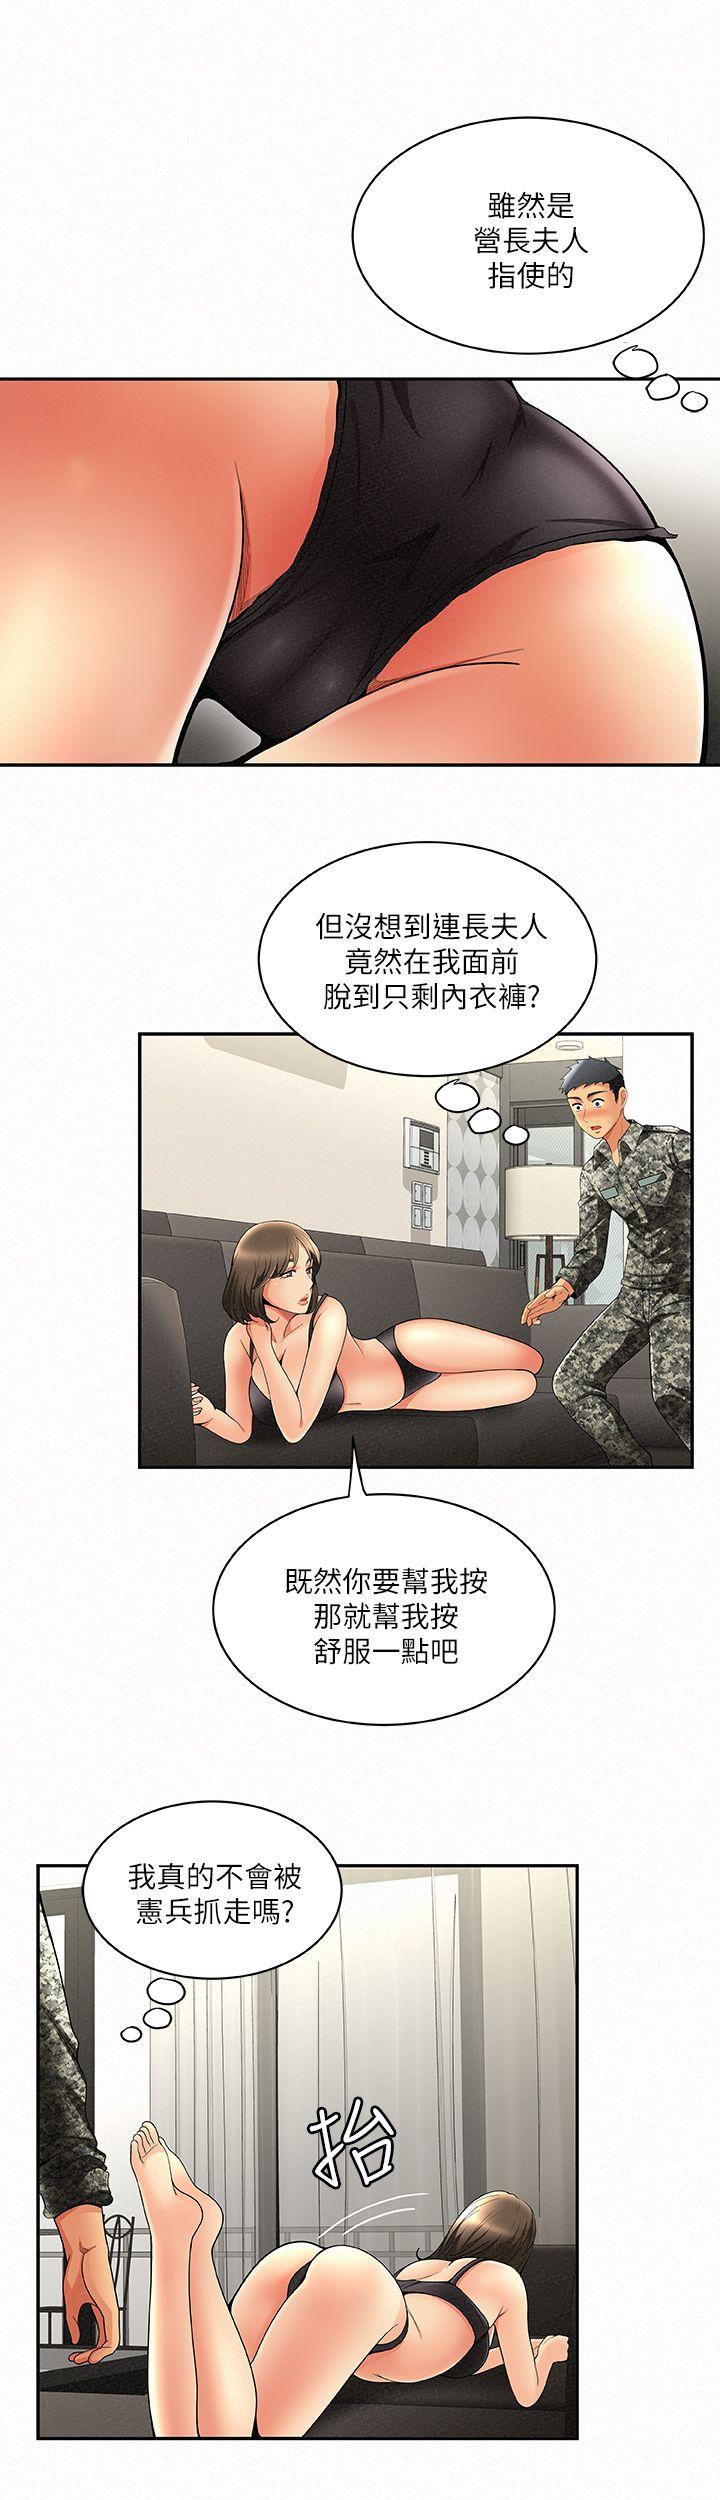 雖然是
營長夫人
指使的
但沒想到連長夫人
竟然在我面前
脫到只剩內衣褲?
既然你要幫我按
那就幫我按
舒服一點吧
我真的不會被
憲兵抓走嗎?
抬